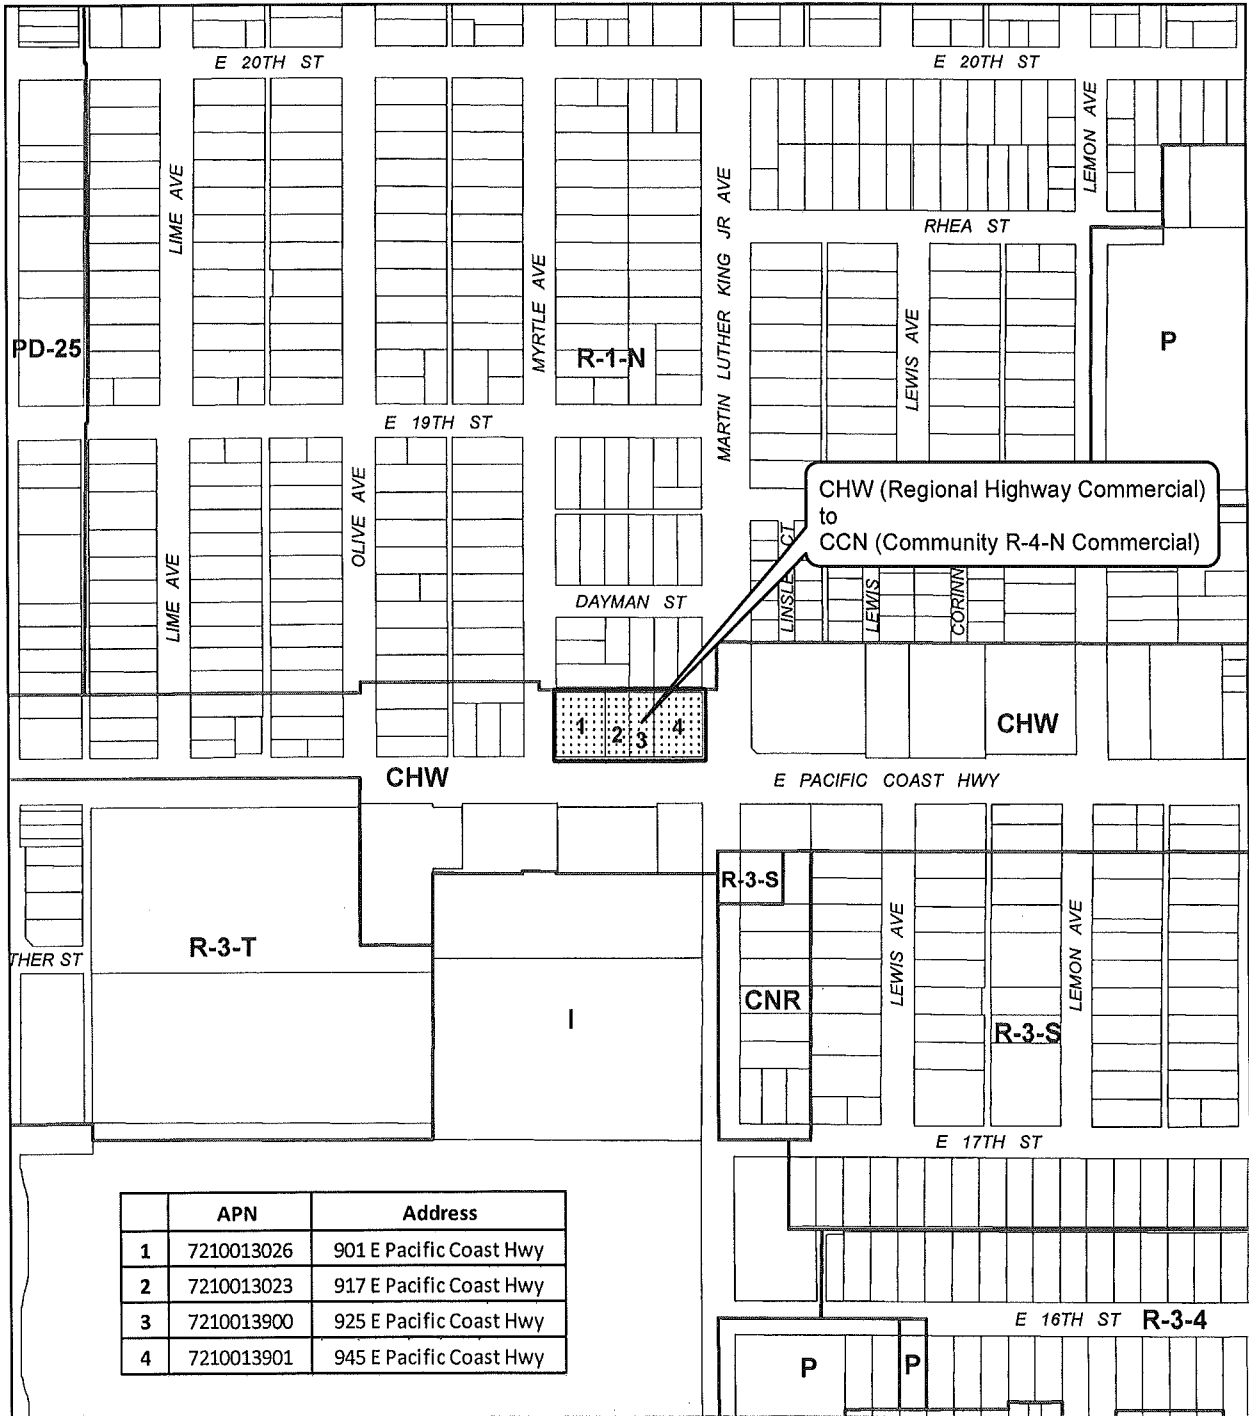 E 20TH ST
E 20TH ST
LEMON AVE
LIME AVE
MARTIN LUTHER KING JR AVE
RHEA ST
MYRTLE AVE
LEWIS AVE
PD-25
R-1-N
P
E 19TH ST
OLIVE AVE
CHW (Regional Highway Commercial)
to
CCN (Community R-4-N Commercial)
LIME AVE
DAYMAN ST
LEWIS
1
2
3
4
CHW
CHW
E PACIFIC COAST HWY
R-3-S
THER ST
R-3-T
LEWIS AVE
LEMON AVE
CNR
I
R-3-S
E 17TH ST
APN Address
1 7210013026 901 E Pacific Coast Hwy
2 7210013023 917 E Pacific Coast Hwy
3 7210013900 925 E Pacific Coast Hwy
4 7210013901 945 E Pacific Coast Hwy
E 16TH ST R-3-4
P
P